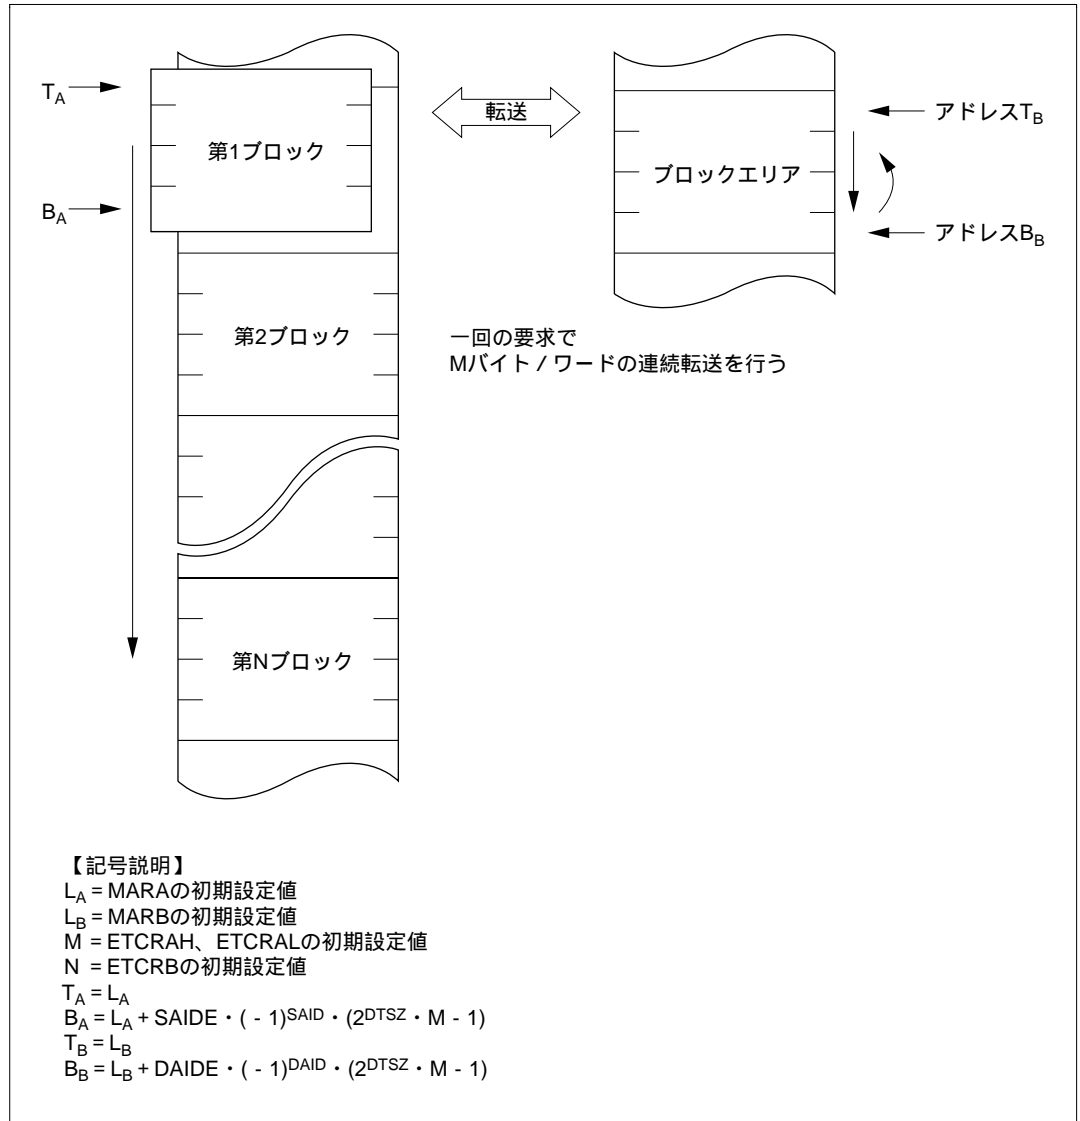 T_A
転送
アドレスT_B
第1ブロック
ブロックエリア
B_A
アドレスB_B
第2ブロック
一回の要求で
Mバイト / ワードの連続転送を行う
第Nブロック
【記号説明】
L_A = MARAの初期設定値
L_B = MARBの初期設定値
M = ETCRAH、ETCRALの初期設定値
N = ETCRBの初期設定値
T_A = L_A
B_A = L_A + SAIDE・( - 1)^SAID・(2^DTSZ・M - 1)
T_B = L_B
B_B = L_B + DAIDE・( - 1)^DAID・(2^DTSZ・M - 1)